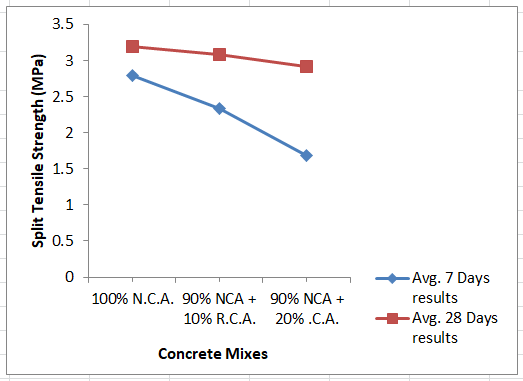 3.5
3
2.5
2
1.5
1
0.5
0
Split Tensile Strength (MPa)
100% N.C.A.
90% NCA +
10% R.C.A.
90% NCA +
20% .C.A.
Concrete Mixes
Avg. 7 Days
results
Avg. 28 Days
results